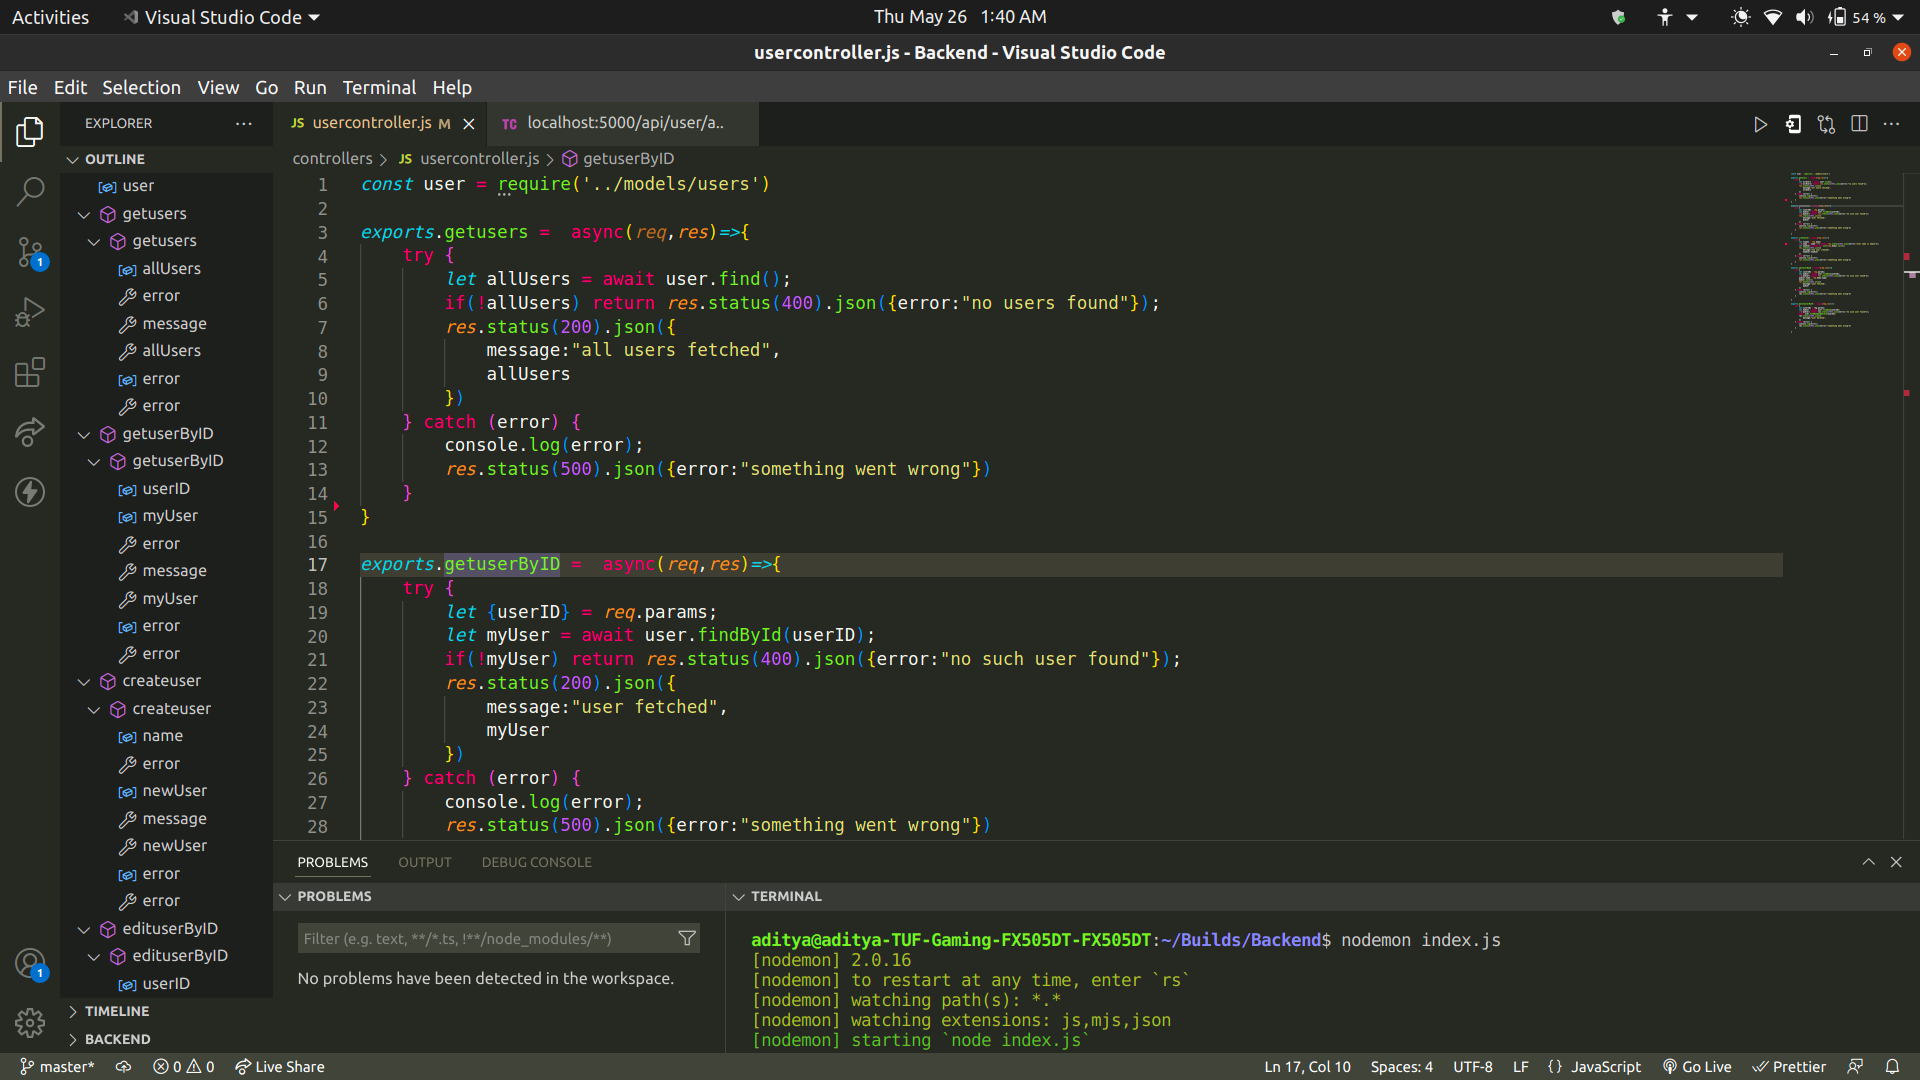 Activities
Visual Studio Code
Thu May 26 1:40 AM
54 %
usercontroller.js - Backend - Visual Studio Code
File Edit Selection View Go Run Terminal Help
EXPLORER
JS usercontroller.js M
TC localhost:5000/api/user/a..
OUTLINE
user
getusers
getusers
allUsers
error
message
allUsers
error
error
getuserByID
getuserByID
userID
myUser
error
message
myUser
error
error
createuser
createuser
name
error
newUser
message
newUser
error
error
edituserByID
edituserByID
userID
TIMELINE
BACKEND
controllers > JS usercontroller.js > getuserByID
1 const user = require('../models/users')
2
3 exports.getusers =  async(req,res)=>{
4 try {
5 let allUsers = await user.find();
6 if(!allUsers) return res.status(400).json({error:"no users found"});
7 res.status(200).json({
8 message:"all users fetched",
9 allUsers
10 })
11 } catch (error) {
12 console.log(error);
13 res.status(500).json({error:"something went wrong"})
14 }
15 }
16
17 exports.getuserByID =  async(req,res)=>{
18 try {
19 let {userID} = req.params;
20 let myUser = await user.findById(userID);
21 if(!myUser) return res.status(400).json({error:"no such user found"});
22 res.status(200).json({
23 message:"user fetched",
24 myUser
25 })
26 } catch (error) {
27 console.log(error);
28 res.status(500).json({error:"something went wrong"})
PROBLEMS OUTPUT DEBUG CONSOLE
PROBLEMS
Filter (e.g. text, **/*.ts, !**/node_modules/**)
No problems have been detected in the workspace.
TERMINAL
aditya@aditya-TUF-Gaming-FX505DT-FX505DT:~/Builds/Backend$ nodemon index.js
[nodemon] 2.0.16
[nodemon] to restart at any time, enter `rs`
[nodemon] watching path(s): *.*
[nodemon] watching extensions: js,mjs,json
[nodemon] starting `node index.js`
1
1
master* 0 0 Live Share
Ln 17, Col 10 Spaces: 4 UTF-8 LF {} JavaScript Go Live Prettier